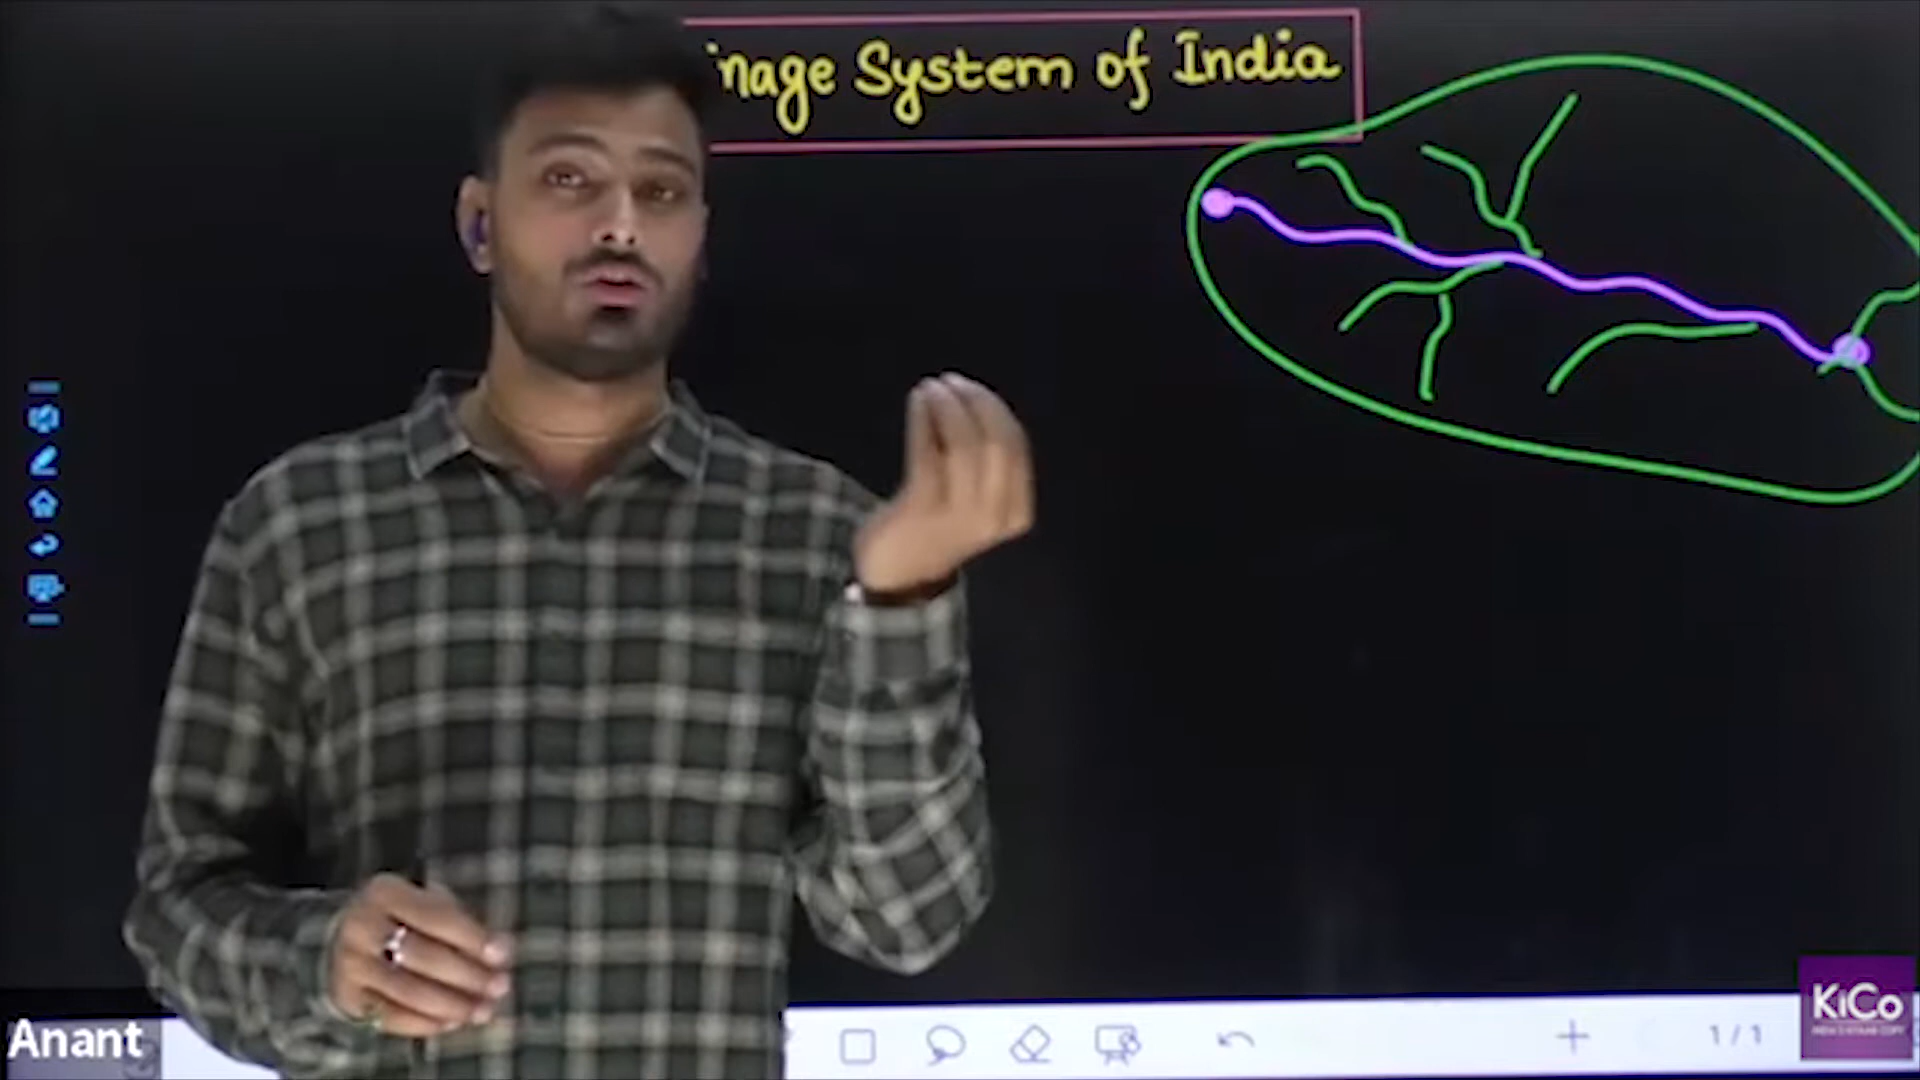 inage System of India
Anant
1/1
KiCo